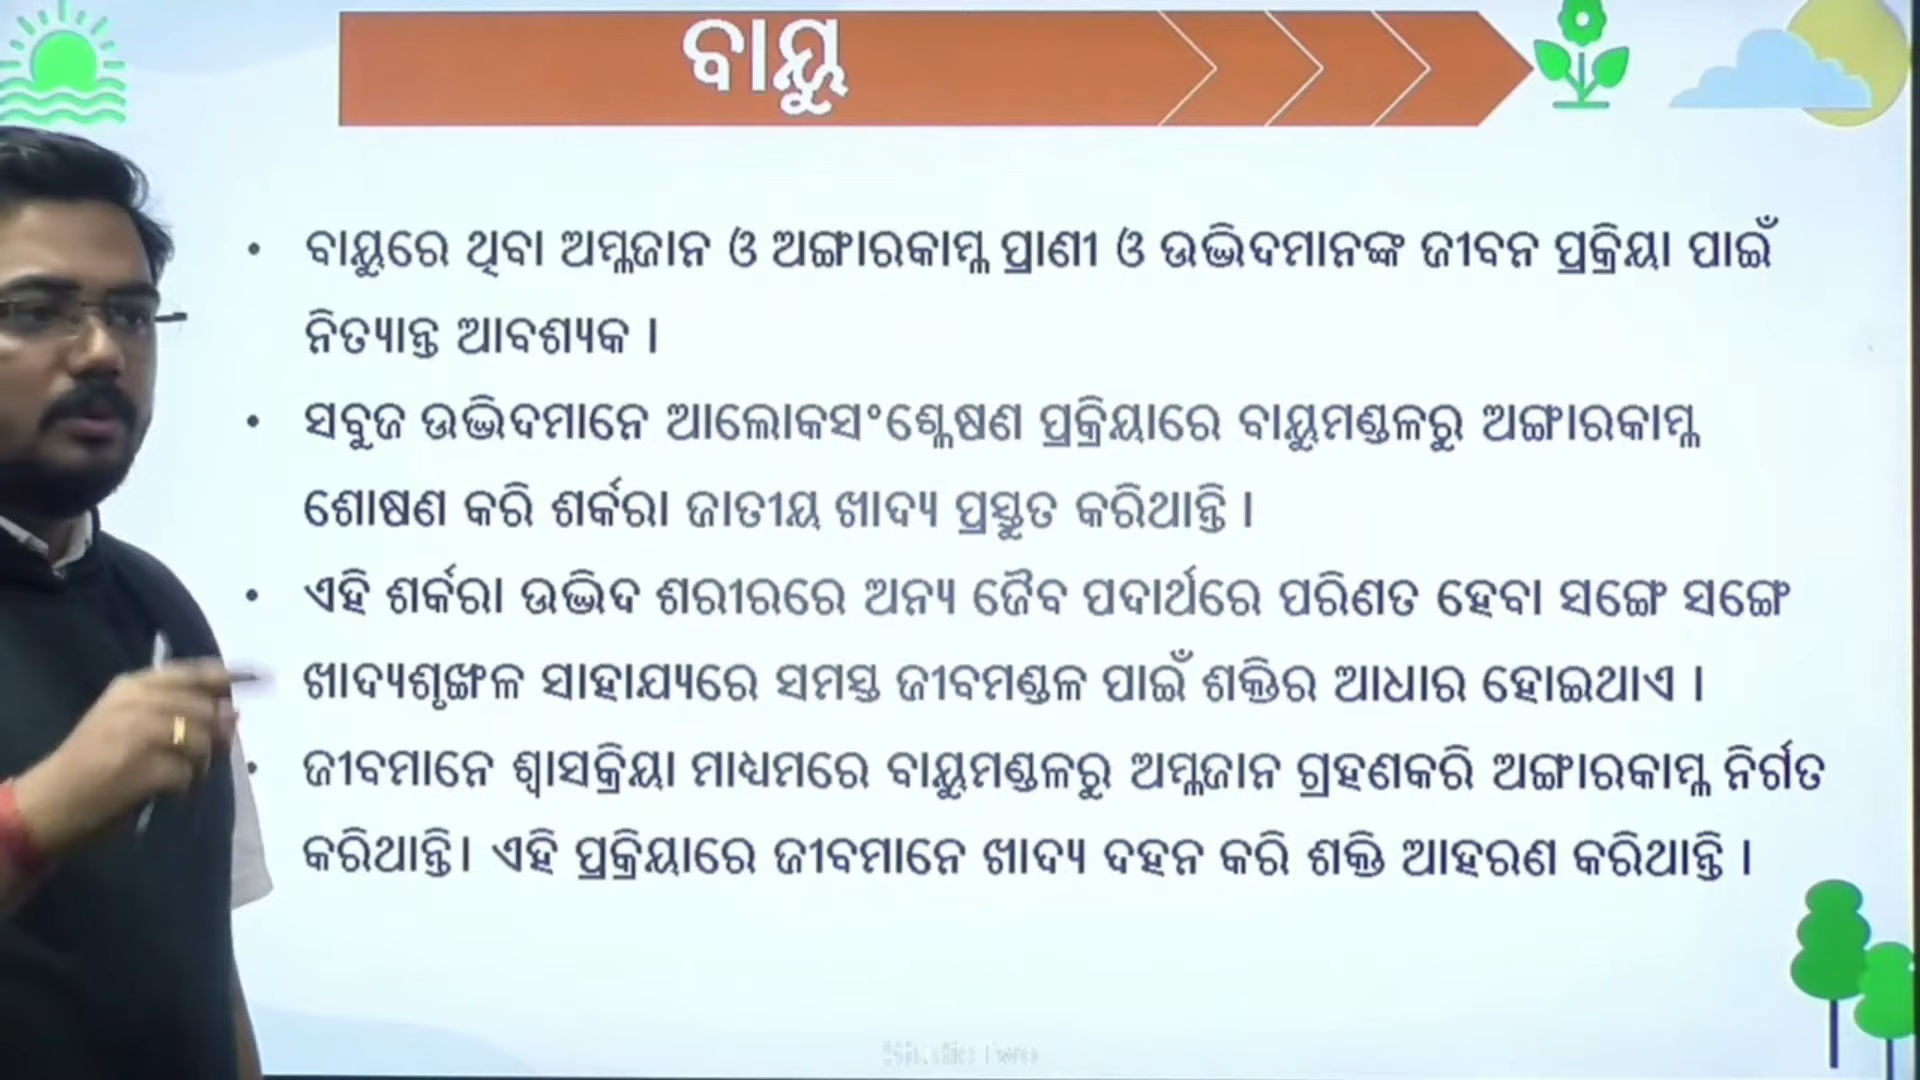 ବାୟୁ
• ବାୟୁରେ ଥିବା ଅମ୍ଳଜାନ ଓ ଅଙ୍ଗାରକାମ୍ଳ ପ୍ରାଣୀ ଓ ଉଦ୍ଭିଦମାନଙ୍କ ଜୀବନ ପ୍ରକ୍ରିୟା ପାଇଁ
ନିତ୍ୟାନ୍ତ ଆବଶ୍ୟକ ।
• ସବୁଜ ଉଦ୍ଭିଦମାନେ ଆଲୋକସଂଶ୍ଳେଷଣ ପ୍ରକ୍ରିୟାରେ ବାୟୁମଣ୍ଡଳରୁ ଅଙ୍ଗାରକାମ୍ଳ
ଶୋଷଣ କରି ଶର୍କରା ଜାତୀୟ ଖାଦ୍ୟ ପ୍ରସ୍ତୁତ କରିଥାନ୍ତି ।
• ଏହି ଶର୍କରା ଉଦ୍ଭିଦ ଶରୀରରେ ଅନ୍ୟ ଜୈବ ପଦାର୍ଥରେ ପରିଣତ ହେବା ସଙ୍ଗେ ସଙ୍ଗେ
ଖାଦ୍ୟଶୃଙ୍ଖଳ ସାହାଯ୍ୟରେ ସମସ୍ତ ଜୀବମଣ୍ଡଳ ପାଇଁ ଶକ୍ତିର ଆଧାର ହୋଇଥାଏ ।
• ଜୀବମାନେ ଶ୍ୱାସକ୍ରିୟା ମାଧ୍ୟମରେ ବାୟୁମଣ୍ଡଳରୁ ଅମ୍ଳଜାନ ଗ୍ରହଣକରି ଅଙ୍ଗାରକାମ୍ଳ ନିର୍ଗତ
କରିଥାନ୍ତି। ଏହି ପ୍ରକ୍ରିୟାରେ ଜୀବମାନେ ଖାଦ୍ୟ ଦହନ କରି ଶକ୍ତି ଆହରଣ କରିଥାନ୍ତି ।